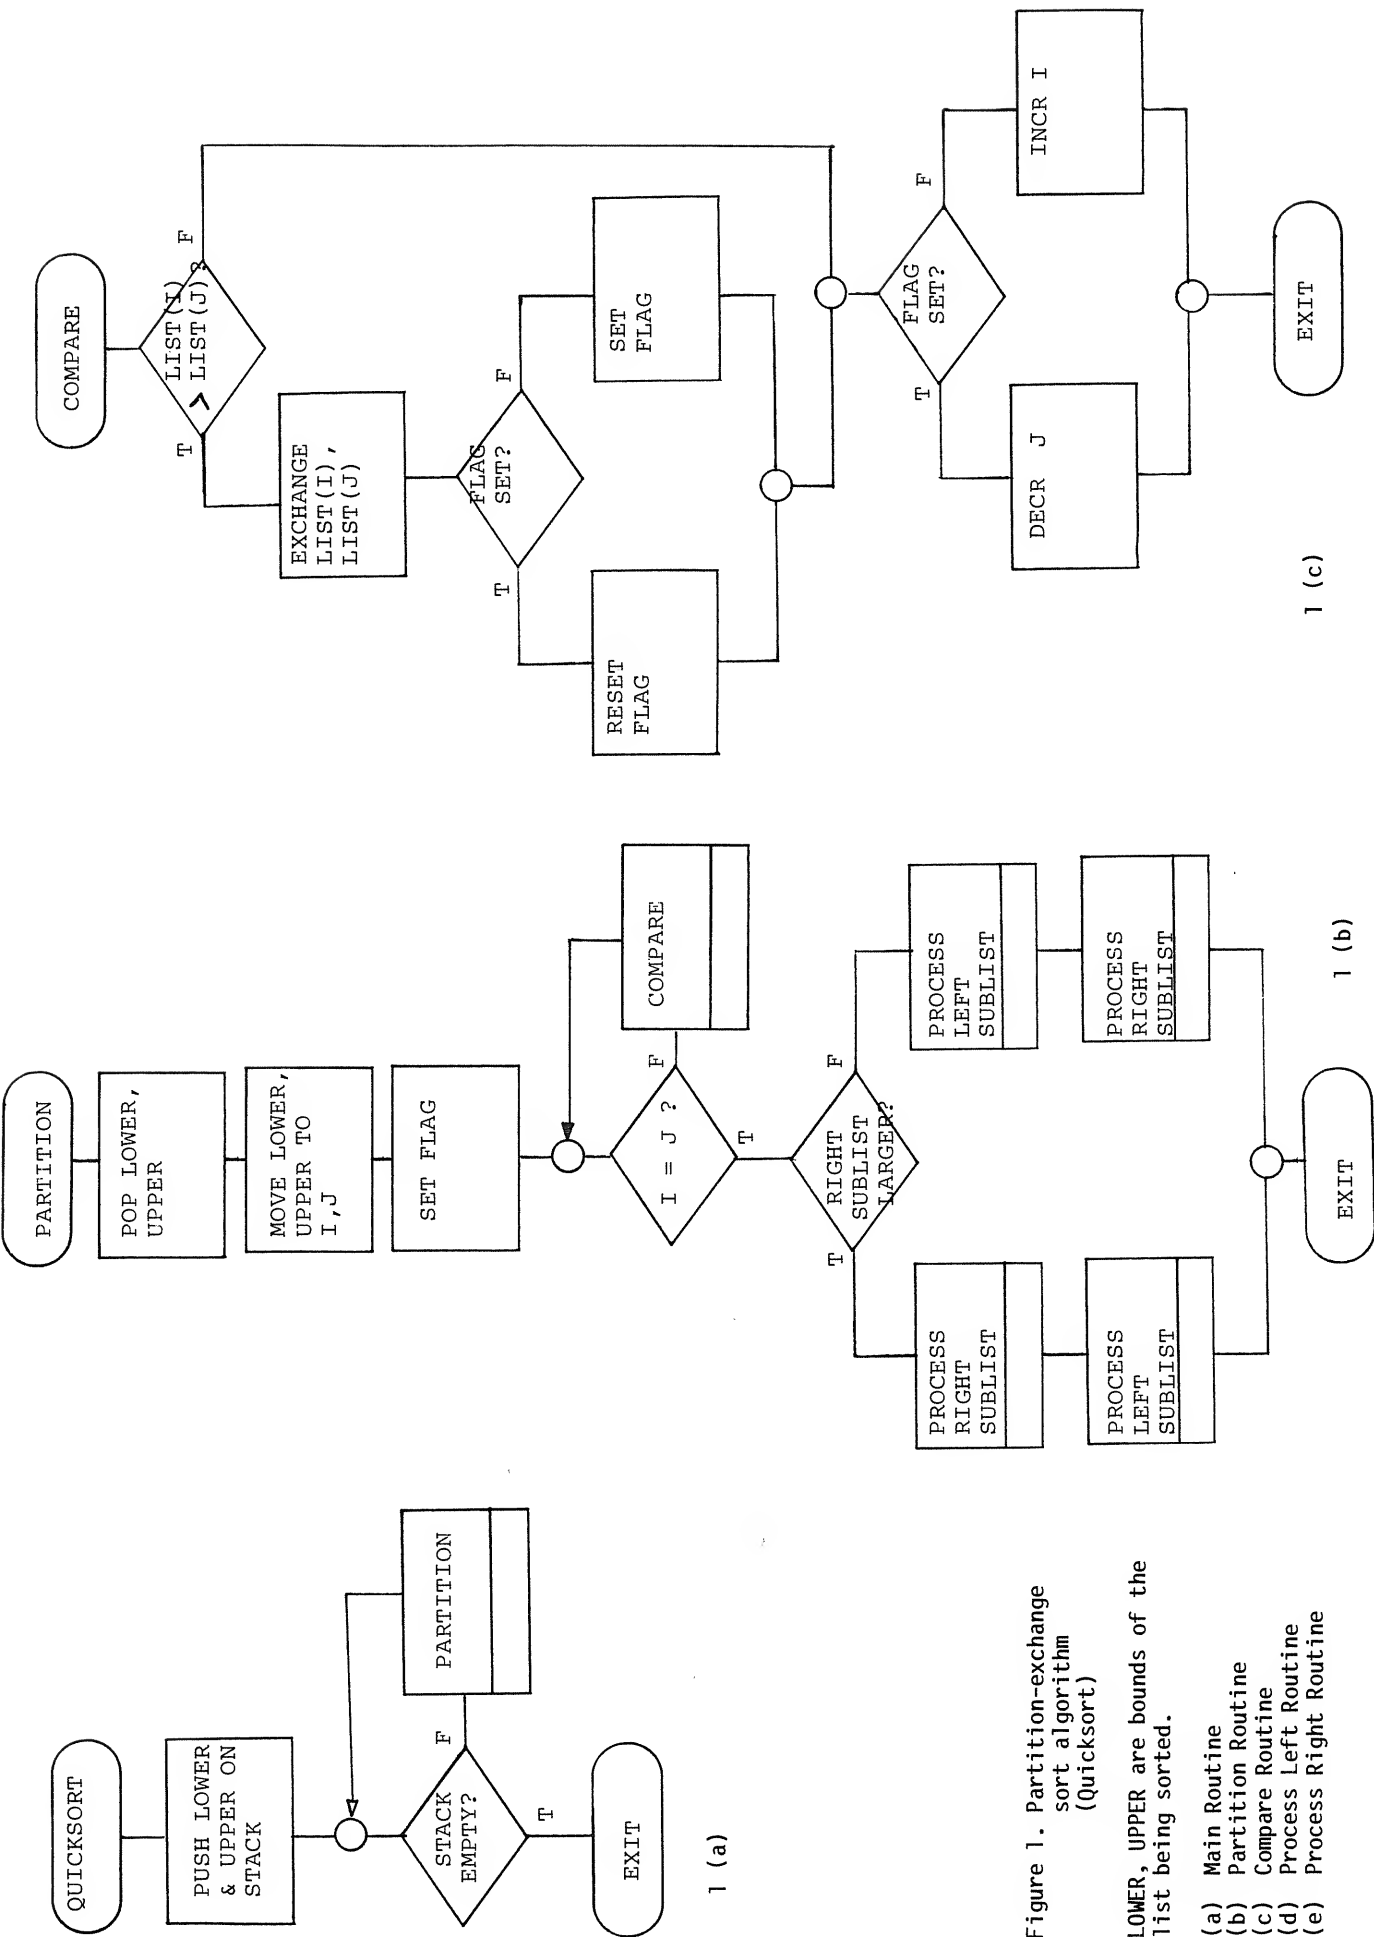 QUICKSORT
PUSH LOWER
& UPPER ON
STACK
STACK
EMPTY?
F
T
PARTITION
EXIT
1 (a)
PARTITION
POP LOWER,
UPPER
MOVE LOWER,
UPPER TO
I,J
SET FLAG
I = J ?
F
T
COMPARE
RIGHT
SUBLIST
LARGER?
T
F
PROCESS
RIGHT
SUBLIST
PROCESS
LEFT
SUBLIST
PROCESS
LEFT
SUBLIST
PROCESS
RIGHT
SUBLIST
EXIT
1 (b)
COMPARE
LIST(I)
> LIST(J)?
T
F
EXCHANGE
LIST(I),
LIST(J)
FLAG
SET?
T
F
RESET
FLAG
SET
FLAG
FLAG
SET?
T
F
DECR J
INCR I
EXIT
1 (c)
Figure 1. Partition-exchange
sort algorithm
(Quicksort)
LOWER, UPPER are bounds of the
list being sorted.
(a) Main Routine
(b) Partition Routine
(c) Compare Routine
(d) Process Left Routine
(e) Process Right Routine